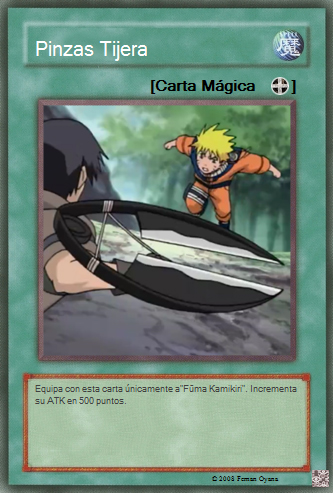 Pinzas Tijera
魔
[Carta Mágica ]
Equipa con esta carta únicamente a"Fūma Kamikiri". Incrementa
su ATK en 500 puntos.
©2008 Fernan Oyana